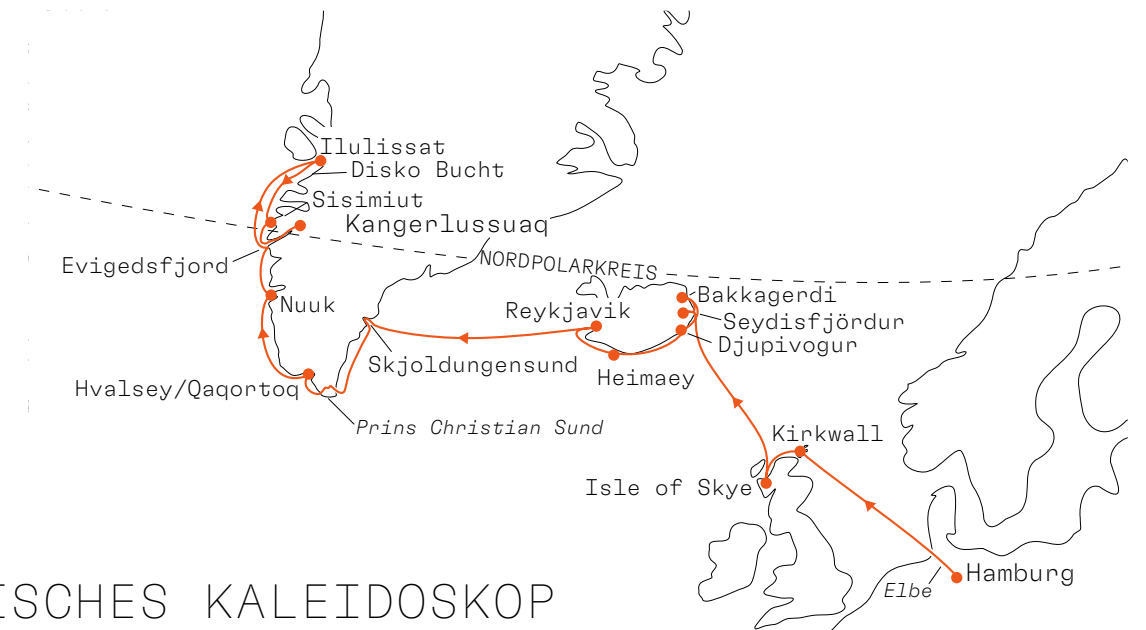 Ilulissat
Disko Bucht
Sisimiut
Kangerlussuaq
Evigedsfjord
NORDPOLARKREIS
Nuuk
Reykjavik
Bakkagerdi
Seydisfjördur
Djupivogur
Skjoldungensund
Heimaey
Hvalsey/Qaqortoq
Prins Christian Sund
Kirkwall
Isle of Skye
Hamburg
Elbe
ISCHES KALEIDOSKOP